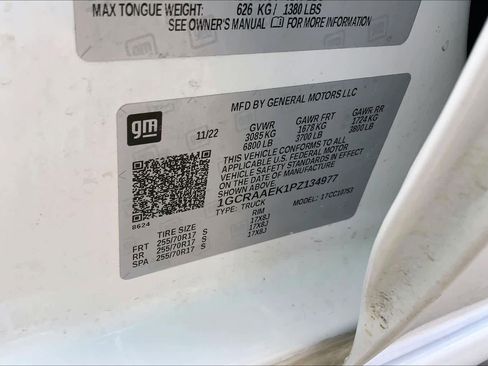 MAX TONGUE WEIGHT: 626 KG / 1380 LBS
SEE OWNER'S MANUAL FOR MORE INFORMATION
gm
MFD BY GENERAL MOTORS LLC
11/22 GVWR GAWR FRT GAWR RR
3085 KG 1678 KG 1724 KG
6800 LB 3700 LB 3800 LB
THIS VEHICLE CONFORMS TO ALL
APPLICABLE U.S. FEDERAL MOTOR
VEHICLE SAFETY STANDARDS IN EFFECT
ON THE DATE OF MANUFACTURE
SHOWN ABOVE.
1GCRAAEK1PZ134977
TYPE: TRUCK MODEL: 17CC10753
8624
TIRE SIZE RIM
FRT 255/70R17 S 17X8J
RR 255/70R17 S 17X8J
SPA 255/70R17 S 17X8J